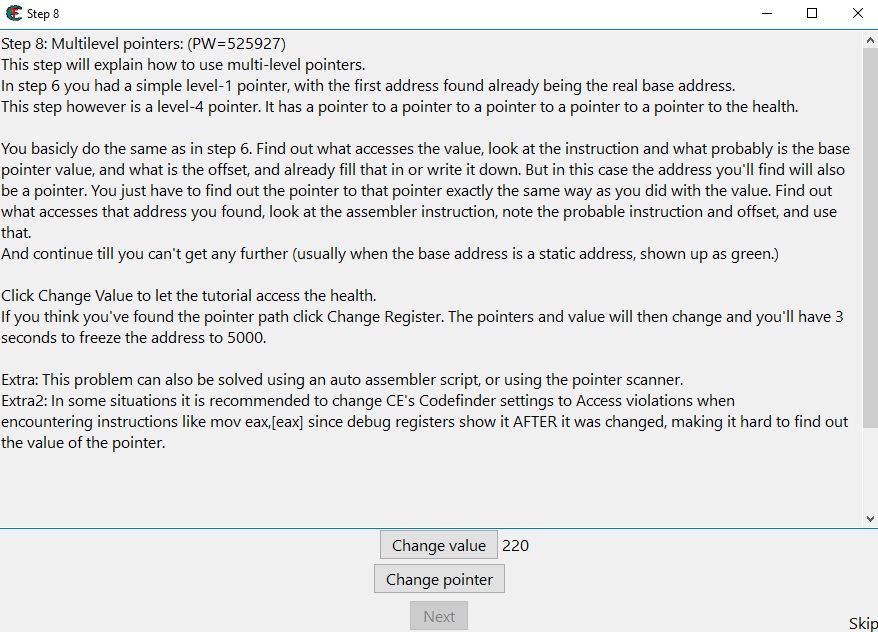 Step 8
Step 8: Multilevel pointers: (PW=525927)
This step will explain how to use multi-level pointers.
In step 6 you had a simple level-1 pointer, with the first address found already being the real base address.
This step however is a level-4 pointer. It has a pointer to a pointer to a pointer to a pointer to a pointer to the health.
You basicly do the same as in step 6. Find out what accesses the value, look at the instruction and what probably is the base
pointer value, and what is the offset, and already fill that in or write it down. But in this case the address you'll find will also
be a pointer. You just have to find out the pointer to that pointer exactly the same way as you did with the value. Find out
what accesses that address you found, look at the assembler instruction, note the probable instruction and offset, and use
that.
And continue till you can't get any further (usually when the base address is a static address, shown up as green.)
Click Change Value to let the tutorial access the health.
If you think you've found the pointer path click Change Register. The pointers and value will then change and you'll have 3
seconds to freeze the address to 5000.
Extra: This problem can also be solved using an auto assembler script, or using the pointer scanner.
Extra2: In some situations it is recommended to change CE's Codefinder settings to Access violations when
encountering instructions like mov eax,[eax] since debug registers show it AFTER it was changed, making it hard to find out
the value of the pointer.
Change value 220
Change pointer
Next
Skip